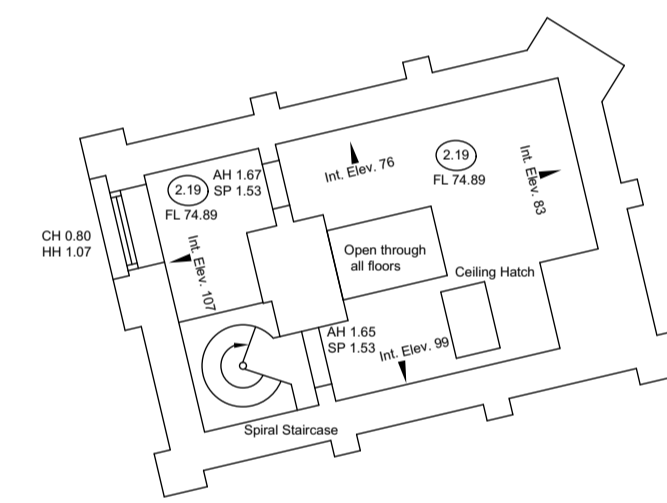 Int. Elev. 76
2.19
FL 74.89
Int. Elev. 83
AH 1.67
2.19 SP 1.53
FL 74.89
CH 0.80
HH 1.07
Int. Elev. 107
Open through
all floors
Ceiling Hatch
AH 1.65
SP 1.53
Int. Elev. 99
Spiral Staircase